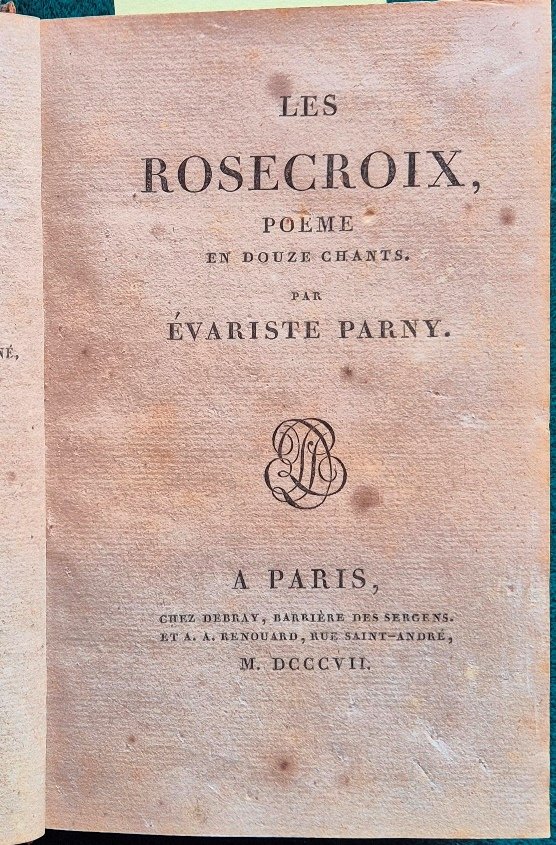 LES
ROSECROIX,
POEME
EN DOUZE CHANTS.
PAR
ÉVARISTE PARNY.
A PARIS,
CHEZ DEBRAY, BARRIÈRE DES SERGENS.
ET A. A. RENOUARD, RUE SAINT-ANDRÉ,
M. DCCCVII.